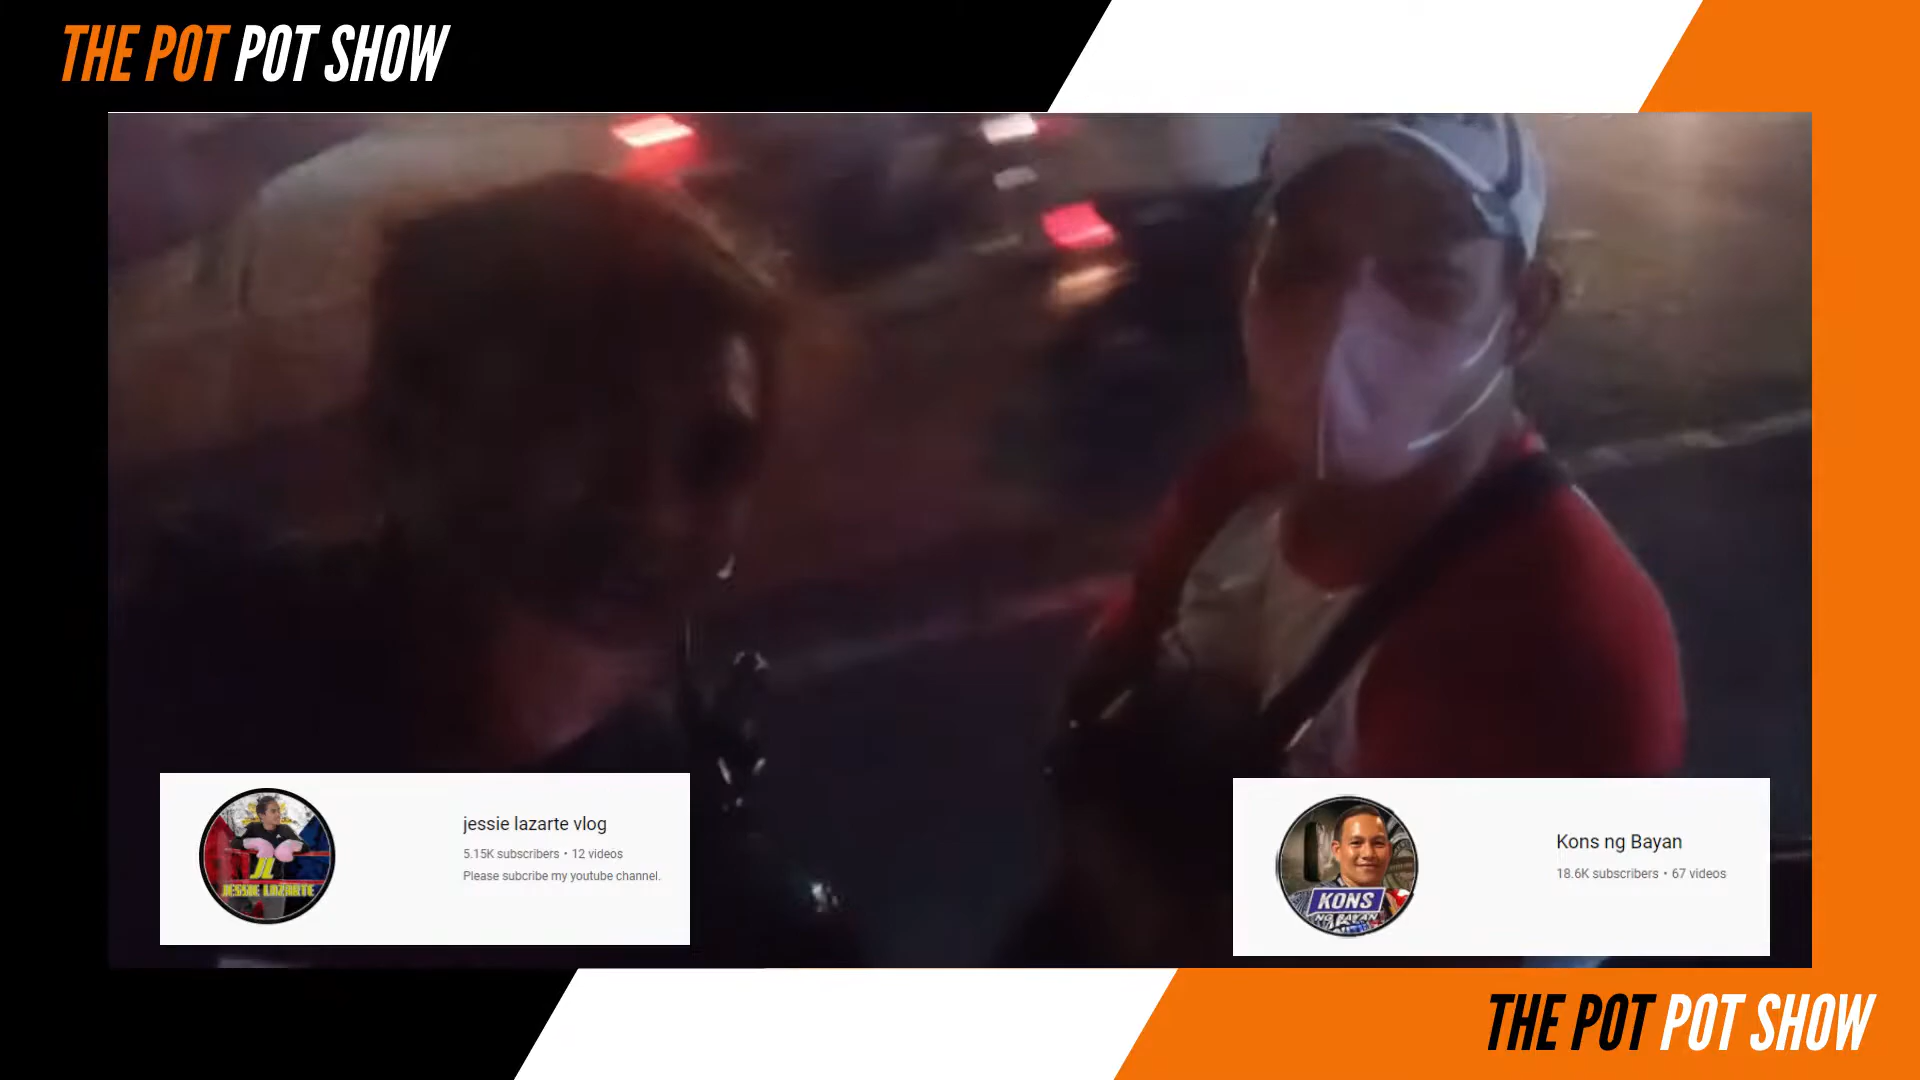 THE POT POT SHOW
jessie lazarte vlog
5.15K subscribers • 12 videos
Please subcribe my youtube channel.
JL
JESSIE LAZARTE
Kons ng Bayan
18.6K subscribers • 67 videos
KONS
NG BAYAN
THE POT POT SHOW